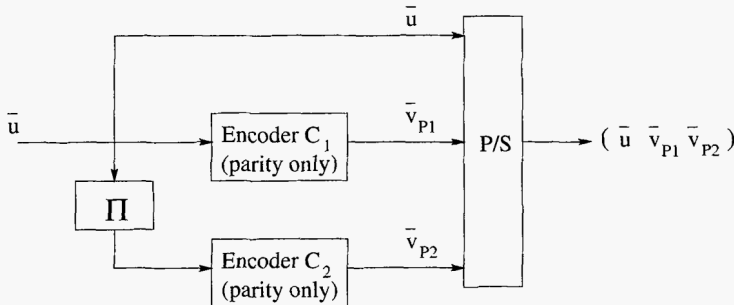 ū
ū
Encoder C₁
(parity only)
v̄P1
P/S
( ū v̄P1 v̄P2 )
Π
Encoder C₂
(parity only)
v̄P2